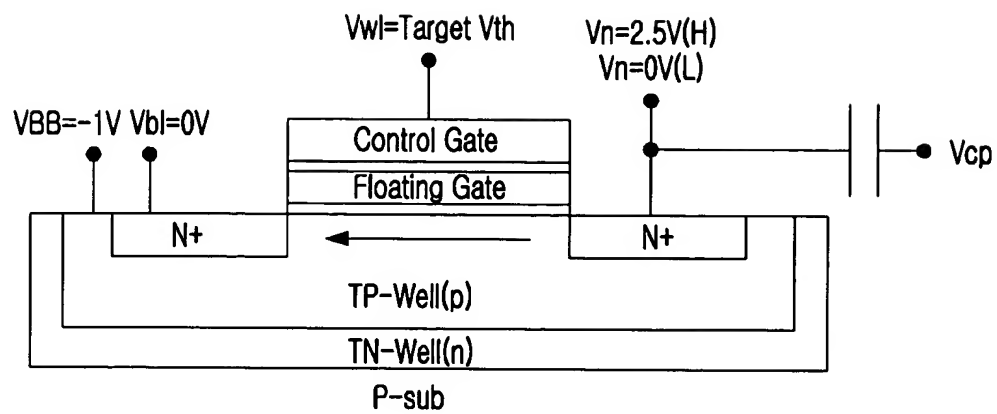 Vwl=Target Vth
Vn=2.5V(H)
Vn=0V(L)
VBB=-1V Vbl=0V
Control Gate
Vcp
Floating Gate
N+
N+
TP-Well(p)
TN-Well(n)
P-sub